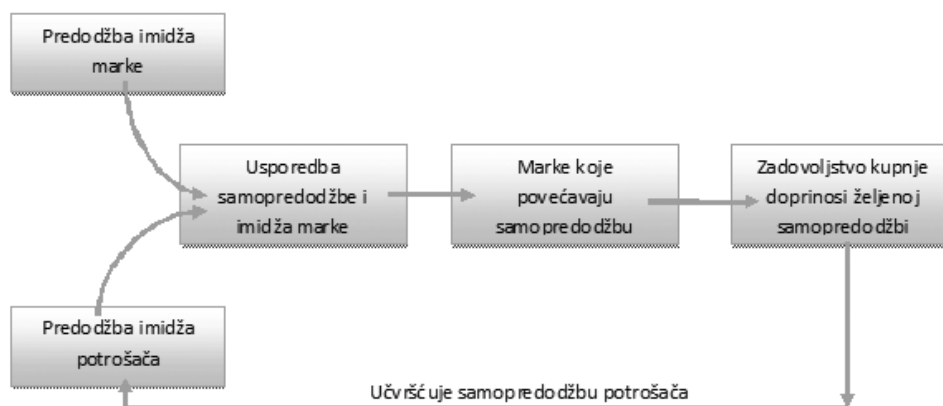 Predodžba imidža
marke
Usporedba
samopredodžbe i
imidža marke
Marke koje
povećavaju
samopredodžbu
Zadovoljstvo kupnje
doprinosi željenoj
samopredodžbi
Predodžba imidža
potrošača
Učvršćuje samopredodžbu potrošača